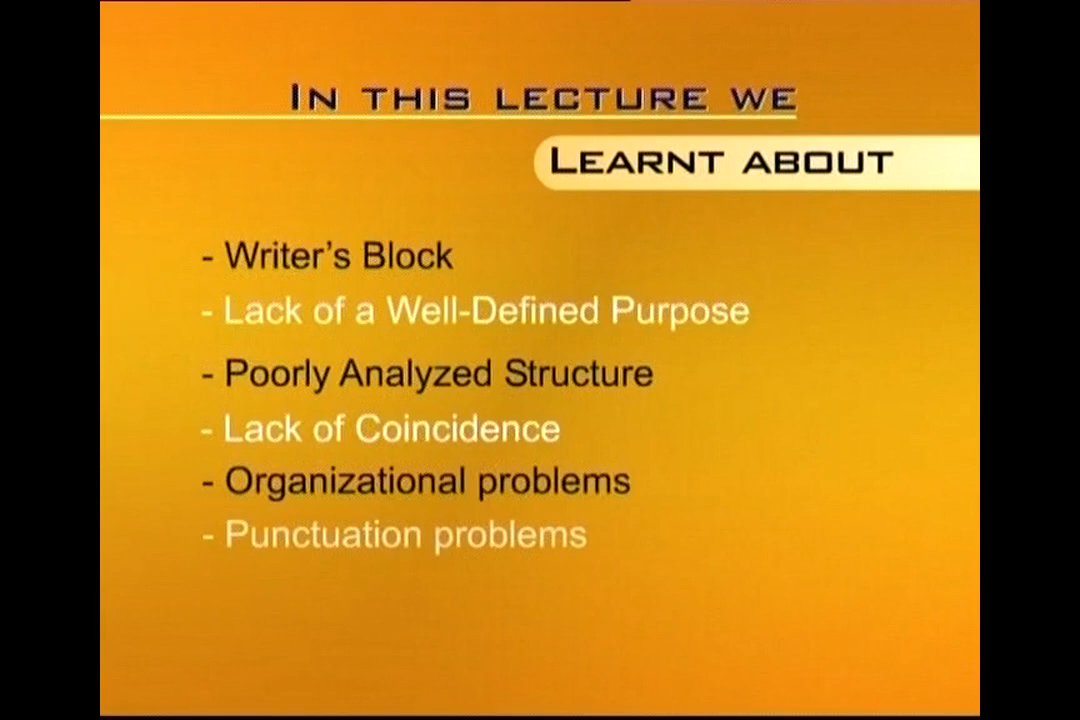 In this lecture we
Learnt about
- Writer's Block
- Lack of a Well-Defined Purpose
- Poorly Analyzed Structure
- Lack of Coincidence
- Organizational problems
- Punctuation problems